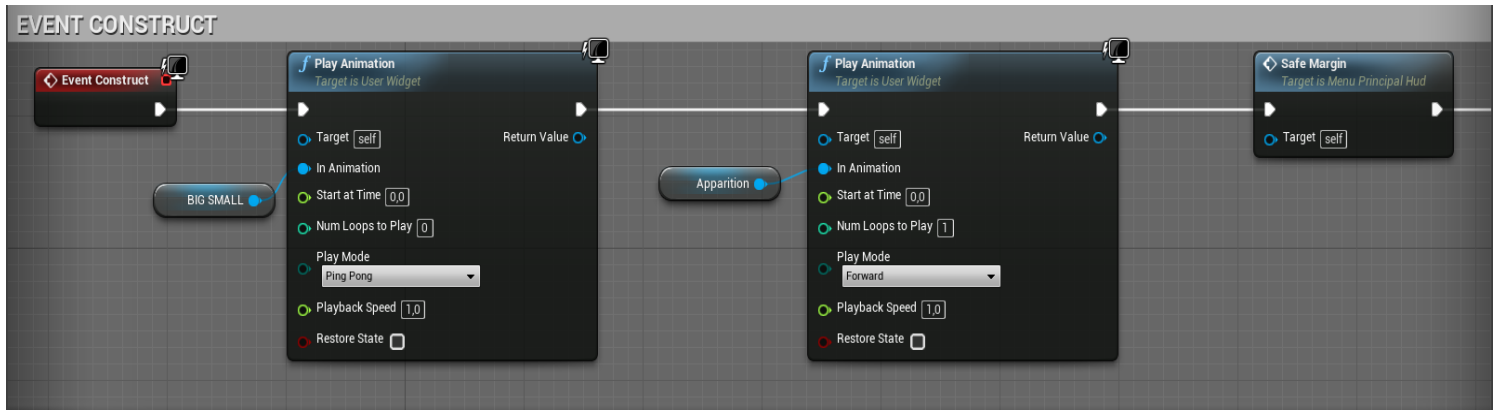 EVENT CONSTRUCT
Event Construct
Play Animation
Target is User Widget
Target self
Return Value
In Animation
BIG SMALL
Start at Time 0,0
Num Loops to Play 0
Play Mode
Ping Pong
Playback Speed 1,0
Restore State
Play Animation
Target is User Widget
Target self
Return Value
In Animation
Apparition
Start at Time 0,0
Num Loops to Play 1
Play Mode
Forward
Playback Speed 1,0
Restore State
Safe Margin
Target is Menu Principal Hud
Target self